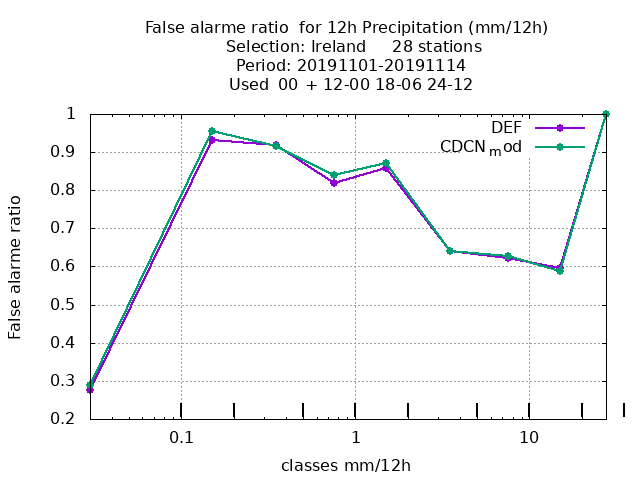 False alarme ratio  for 12h Precipitation (mm/12h)
Selection: Ireland     28 stations
Period: 20191101-20191114
Used  00 + 12-00 18-06 24-12
DEF
CDCN_mod
False alarme ratio
1
0.9
0.8
0.7
0.6
0.5
0.4
0.3
0.2
0.1 1 10
classes mm/12h